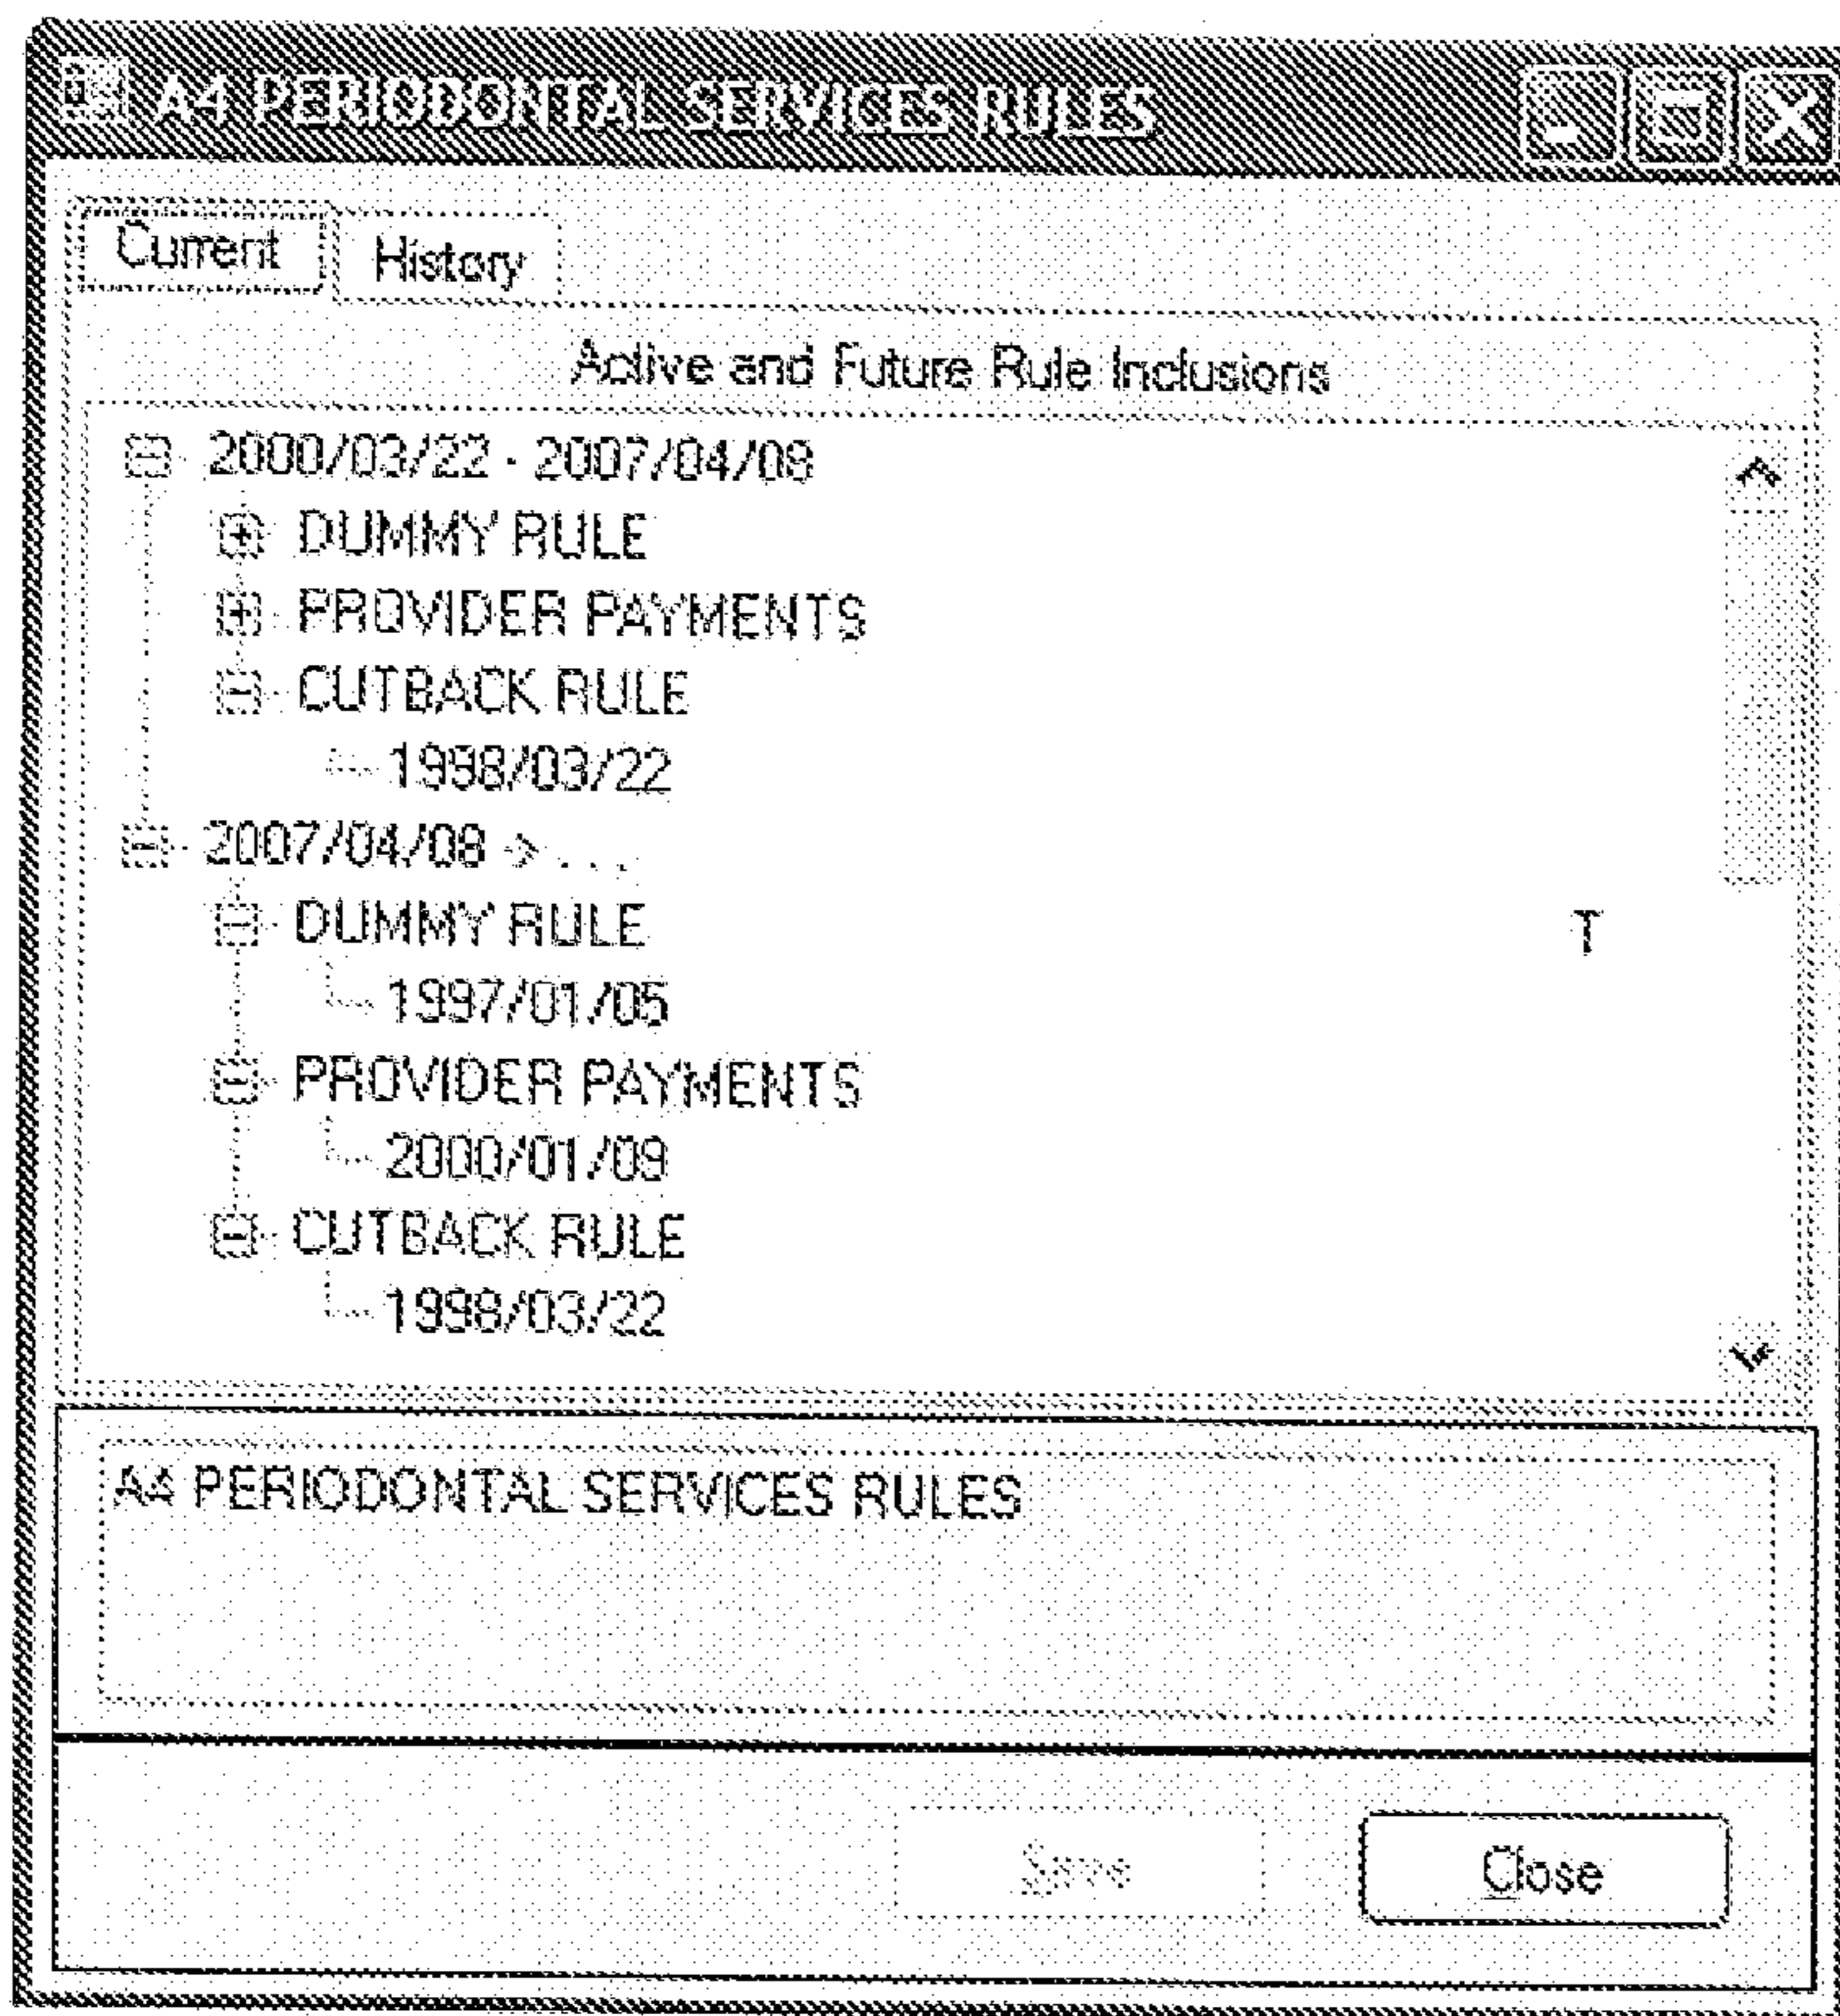 A4 PERIODONTAL SERVICES RULES
Current History
Active and Future Rule Inclusions
2000/03/22 - 2007/04/08
DUMMY RULE
PROVIDER PAYMENTS
CUTBACK RULE
1998/03/22
2007/04/08 -> . . .
DUMMY RULE
1997/01/05
PROVIDER PAYMENTS
2000/01/09
CUTBACK RULE
1998/03/22
A4 PERIODONTAL SERVICES RULES
Save Close